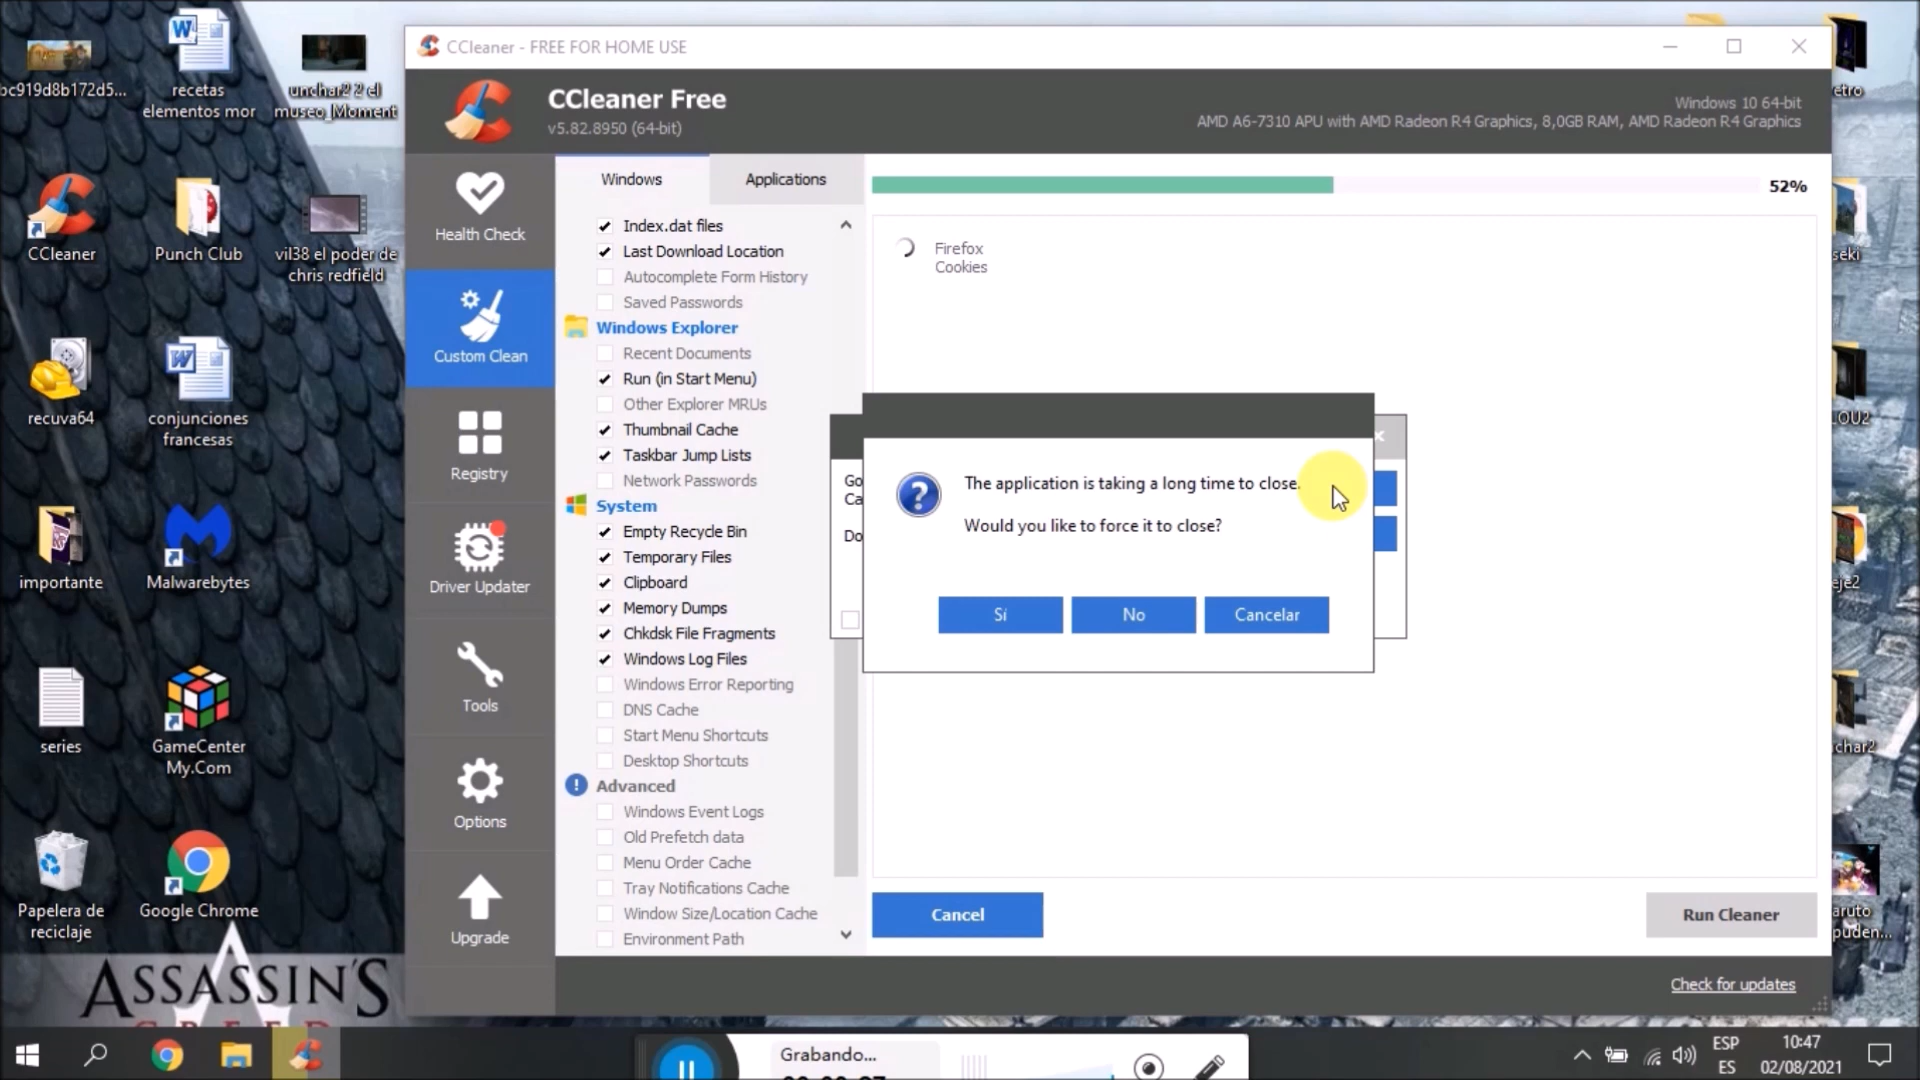 bc919d8b172d5...
recetas
elementos mor
unchar2 2 el
museo_Moment
CCleaner
Punch Club
vil38 el poder de
chris redfield
recuva64
conjunciones
francesas
importante
Malwarebytes
series
GameCenter
My.Com
Papelera de
reciclaje
Google Chrome
ASSASSIN'S
CREED
CCleaner - FREE FOR HOME USE
CCleaner Free
v5.82.8950 (64-bit)
Windows 10 64-bit
AMD A6-7310 APU with AMD Radeon R4 Graphics, 8,0GB RAM, AMD Radeon R4 Graphics
Health Check
Custom Clean
Registry
Driver Updater
Tools
Options
Upgrade
Windows
Applications
Index.dat files
Last Download Location
Autocomplete Form History
Saved Passwords
Windows Explorer
Recent Documents
Run (in Start Menu)
Other Explorer MRUs
Thumbnail Cache
Taskbar Jump Lists
Network Passwords
System
Empty Recycle Bin
Temporary Files
Clipboard
Memory Dumps
Chkdsk File Fragments
Windows Log Files
Windows Error Reporting
DNS Cache
Start Menu Shortcuts
Desktop Shortcuts
Advanced
Windows Event Logs
Old Prefetch data
Menu Order Cache
Tray Notifications Cache
Window Size/Location Cache
Environment Path
52%
Firefox
Cookies
Go
Ca
Do
The application is taking a long time to close.
Would you like to force it to close?
Sí
No
Cancelar
Cancel
Run Cleaner
Check for updates
etro
seki
LOU2
eje2
char2
aruto
puden...
Grabando...
ESP
ES
10:47
02/08/2021